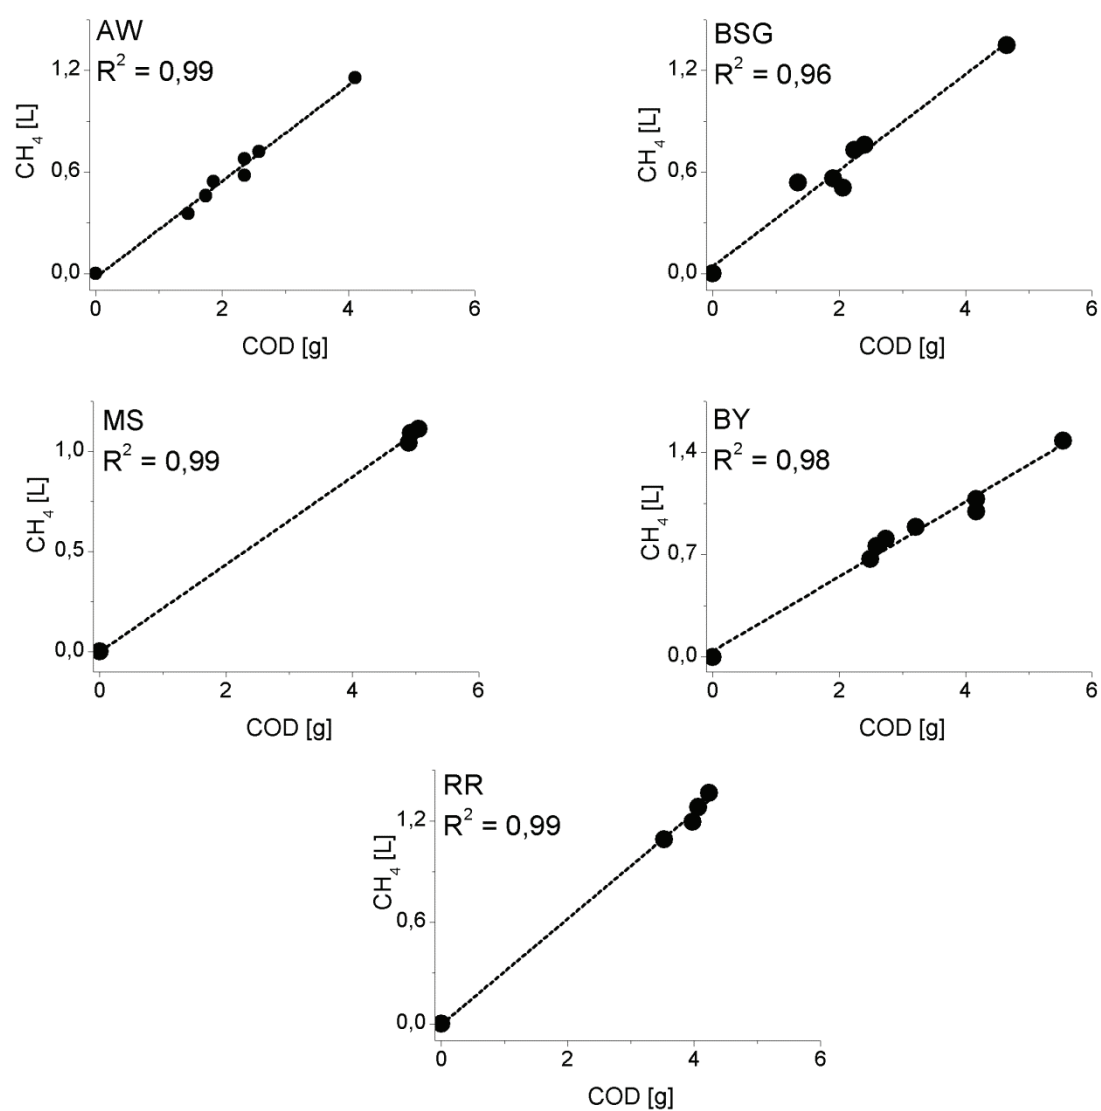 AW
R² = 0,99
1,2
0,6
0,0
CH₄ [L]
0 2 4 6
COD [g]
BSG
R² = 0,96
1,2
0,6
0,0
CH₄ [L]
0 2 4 6
COD [g]
MS
R² = 0,99
1,0
0,5
0,0
CH₄ [L]
0 2 4 6
COD [g]
BY
R² = 0,98
1,4
0,7
0,0
CH₄ [L]
0 2 4 6
COD [g]
RR
R² = 0,99
1,2
0,6
0,0
CH₄ [L]
0 2 4 6
COD [g]